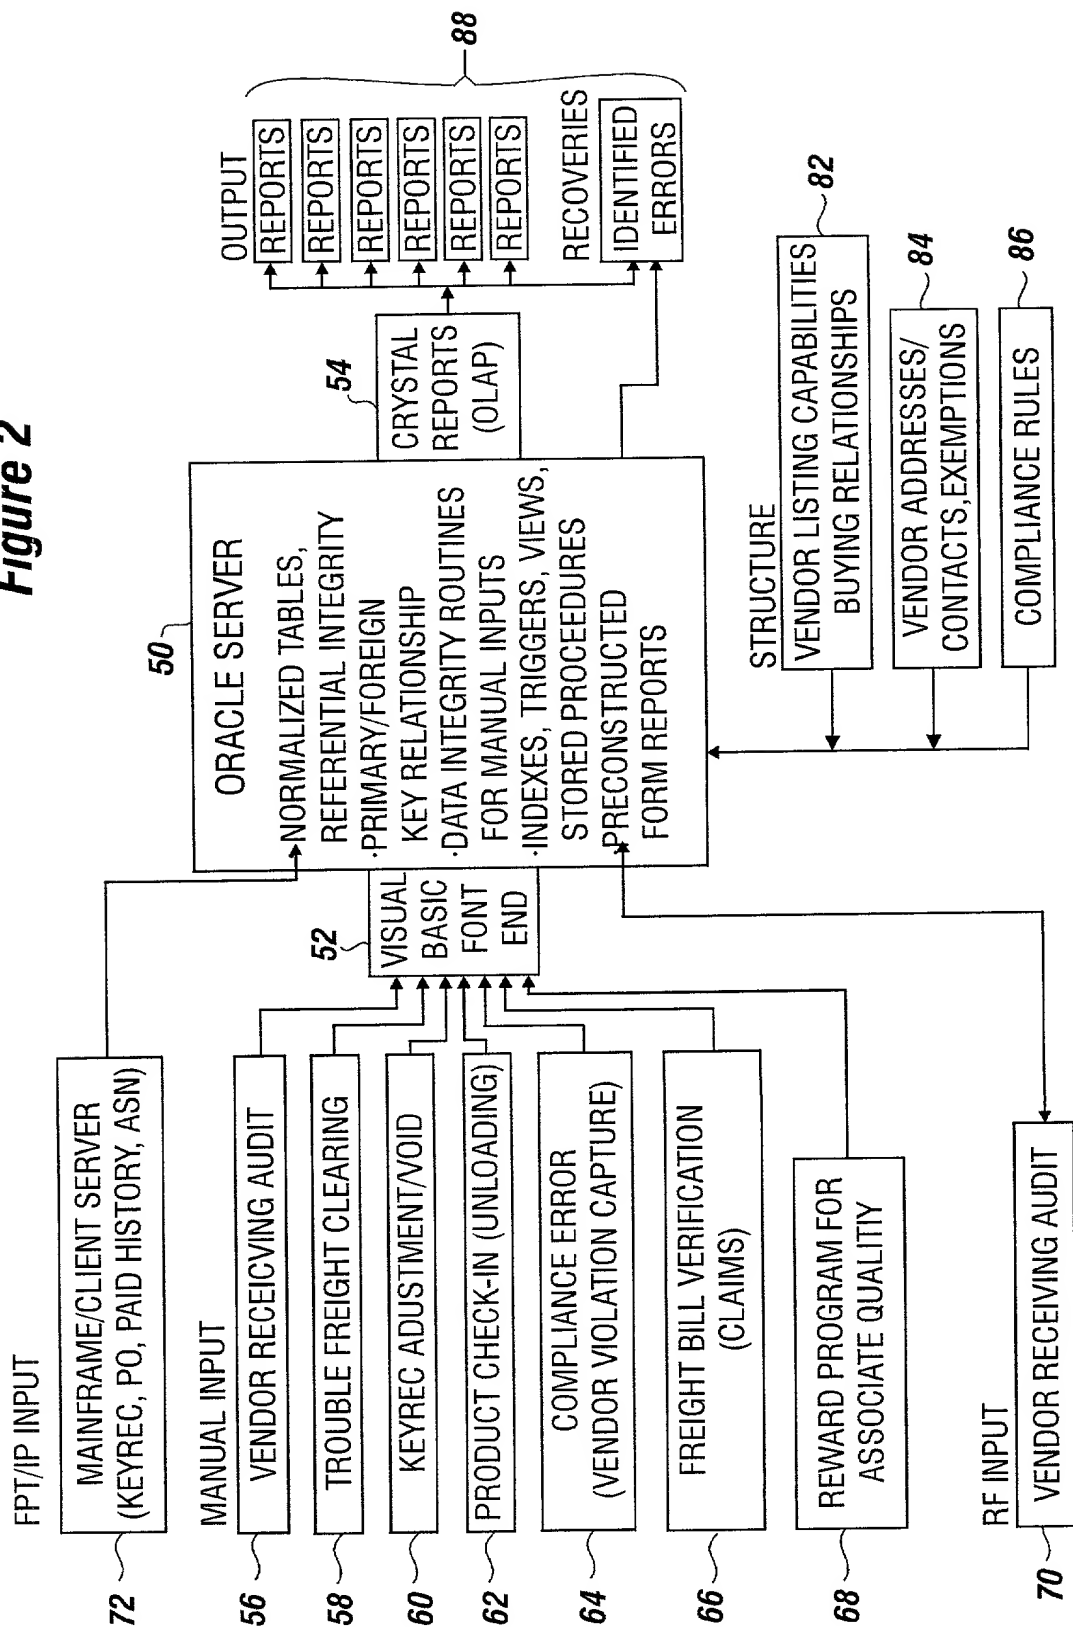 Figure 2
FPT/IP INPUT
72
MAINFRAME/CLIENT SERVER
(KEYREC, PO, PAID HISTORY, ASN)
MANUAL INPUT
56
VENDOR RECEICVING AUDIT
58
TROUBLE FREIGHT CLEARING
60
KEYREC ADUSTMENT/VOID
62
PRODUCT CHECK-IN (UNLOADING)
64
COMPLIANCE ERROR
(VENDOR VIOLATION CAPTURE)
66
FREIGHT BILL VERIFICATION
(CLAIMS)
68
REWARD PROGRAM FOR
ASSOCIATE QUALITIY
RF INPUT
70
VENDOR RECEIVING AUDIT
52
VISUAL
BASIC
FONT
END
50
ORACLE SERVER
NORMALIZED TABLES,
REFERENTIAL INTEGRITY
·PRIMARY/FOREIGN
KEY RELATIONSHIP
·DATA INTEGRITY ROUTINES
FOR MANUAL INPUTS
·INDEXES, TRIGGERS, VIEWS,
STORED PROCEDURES
·PRECONSTRUCTED
FORM REPORTS
54
CRYSTAL
REPORTS
(OLAP)
OUTPUT
REPORTS
REPORTS
REPORTS
REPORTS
REPORTS
REPORTS
RECOVERIES
IDENTIFIED
ERRORS
88
STRUCTURE
VENDOR LISTING CAPABILITIES
BUYING RELATIONSHIPS
82
VENDOR ADDRESSES/
CONTACTS,EXEMPTIONS
84
COMPLIANCE RULES
86